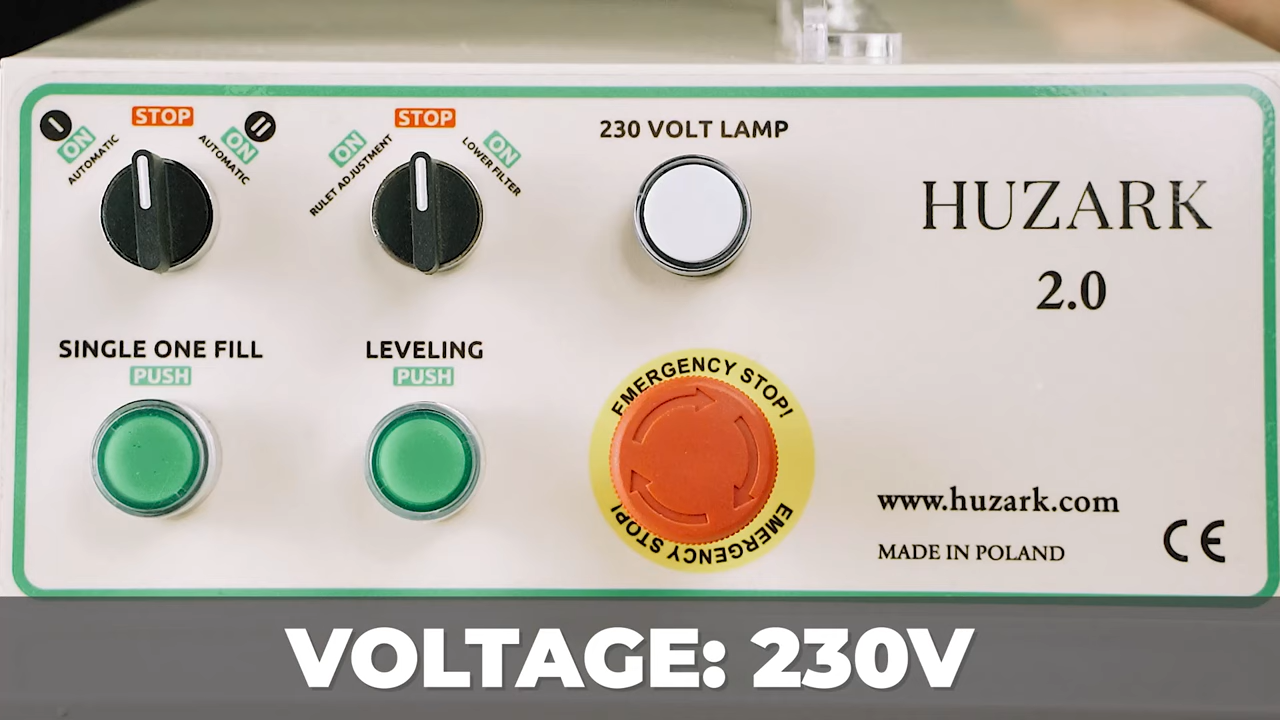 I
ON
AUTOMATIC
STOP
II
ON
AUTOMATIC
ON
RULET ADJUSTMENT
STOP
ON
LOWER FILTER
230 VOLT LAMP
HUZARK
2.0
SINGLE ONE FILL
PUSH
LEVELING
PUSH
EMERGENCY STOP!
EMERGENCY STOP!
www.huzark.com
MADE IN POLAND
CE
VOLTAGE: 230V